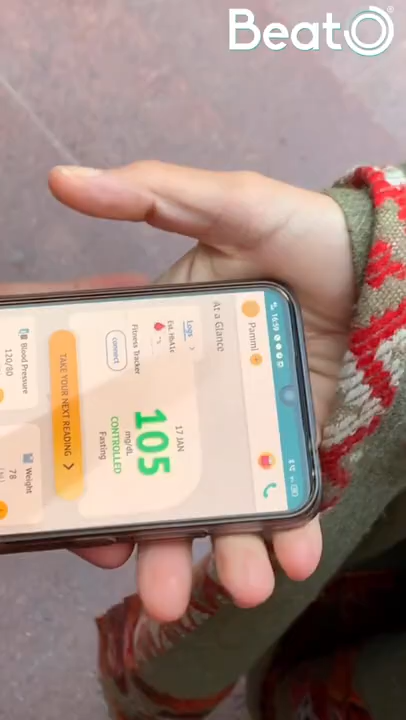 BeatO
16:59
Pammi
At a Glance
17 JAN
105
mg/dL
CONTROLLED
Fasting
Logs >
Est. HbA1c
Fitness Tracker
connect
TAKE YOUR NEXT READING >
Blood Pressure
120/80
Weight
78